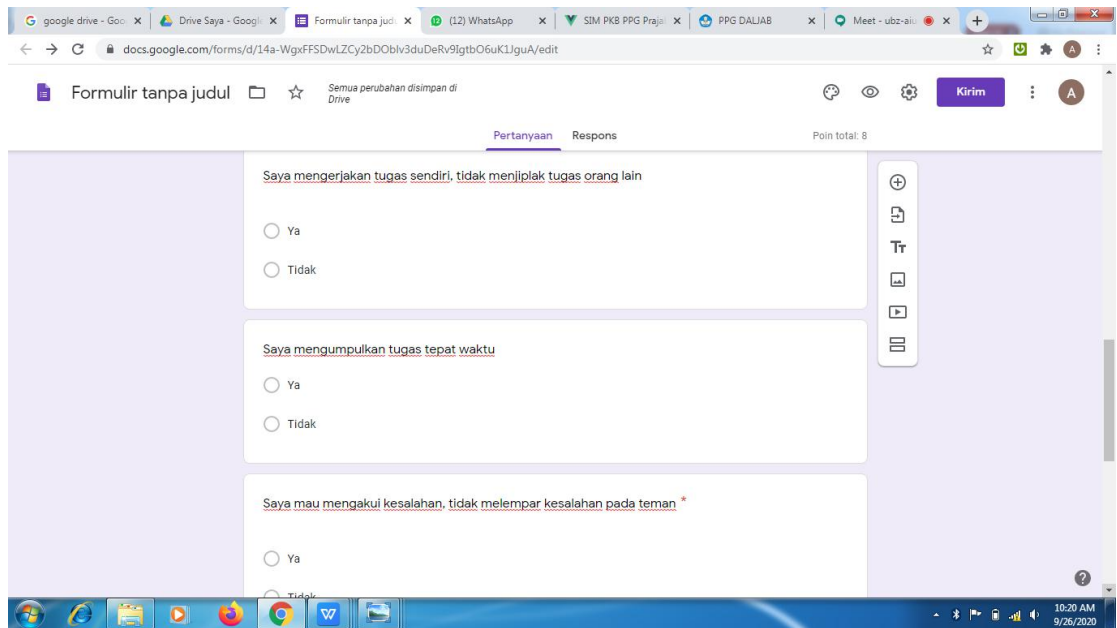 google drive - Goo
Drive Saya - Googl
Formulir tanpa jud
(12) WhatsApp
SIM PKB PPG Praja
PPG DALJAB
Meet - ubz-aiu
docs.google.com/forms/d/14a-WgxFFSDwLZCy2bDOblv3duDeRv9IgtbO6uK1JguA/edit
A
Formulir tanpa judul
Semua perubahan disimpan di
Drive
Kirim
A
Pertanyaan
Respons
Poin total: 8
Saya mengerjakan tugas sendiri, tidak menjiplak tugas orang lain
Ya
Tidak
Saya mengumpulkan tugas tepat waktu
Ya
Tidak
Saya mau mengakui kesalahan, tidak melempar kesalahan pada teman *
Ya
Tidak
10:20 AM
9/26/2020